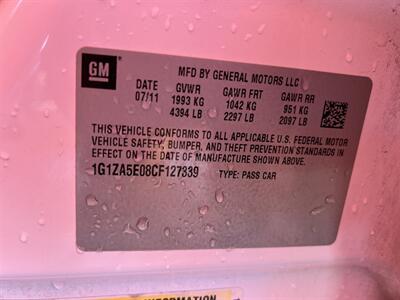 GM
MFD BY GENERAL MOTORS LLC
DATE GVWR GAWR FRT GAWR RR
07/11 1993 KG 1042 KG 951 KG
4394 LB 2297 LB 2097 LB
THIS VEHICLE CONFORMS TO ALL APPLICABLE U.S. FEDERAL MOTOR
VEHICLE SAFETY, BUMPER, AND THEFT PREVENTION STANDARDS IN
EFFECT ON THE DATE OF MANUFACTURE SHOWN ABOVE.
1G1ZA5E08CF127339 TYPE: PASS CAR
INFORMATION